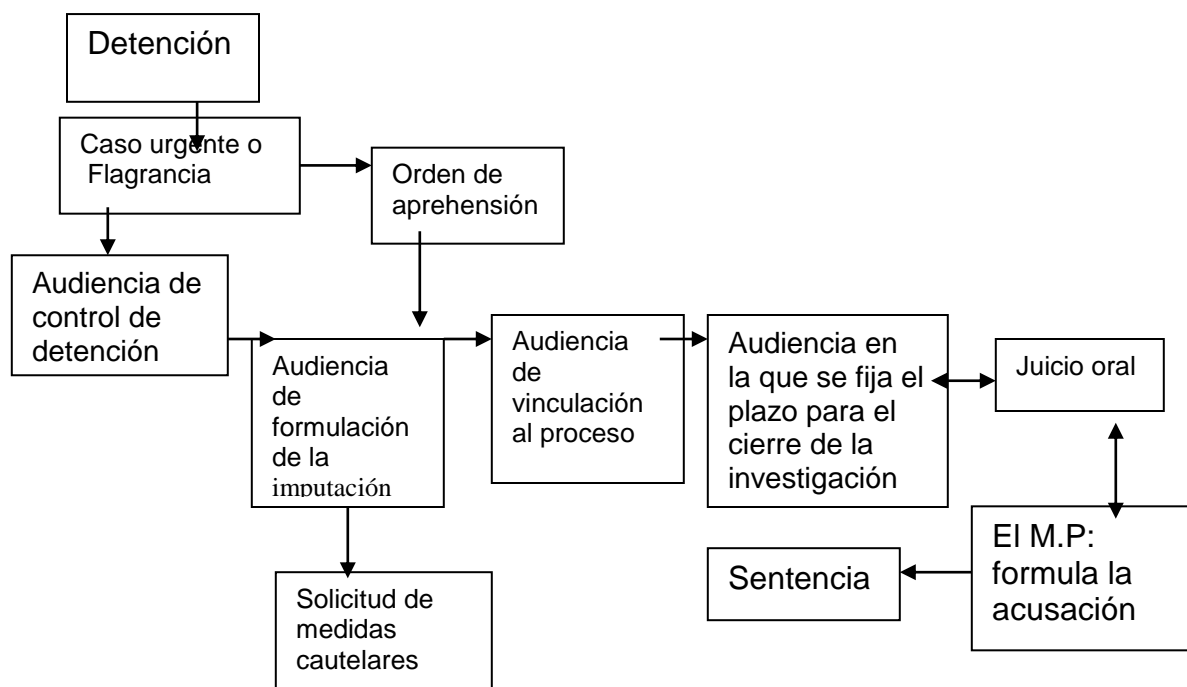 Detención
Caso urgente o
Flagrancia
Orden de
aprehensión
Audiencia de
control de
detención
Audiencia
de
formulación
de la
imputación
Audiencia
de
vinculación
al proceso
Audiencia en
la que se fija el
plazo para el
cierre de la
investigación
Juicio oral
El M.P:
formula la
acusación
Sentencia
Solicitud de
medidas
cautelares